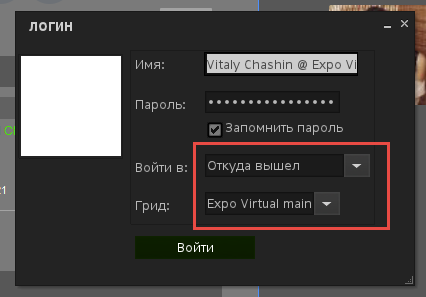 ЛОГИН
Имя: Vitaly Chashin @ Expo Vi
Пароль: ••••••••••••••
Запомнить пароль
Войти в: Откуда вышел
Грид: Expo Virtual main
Войти